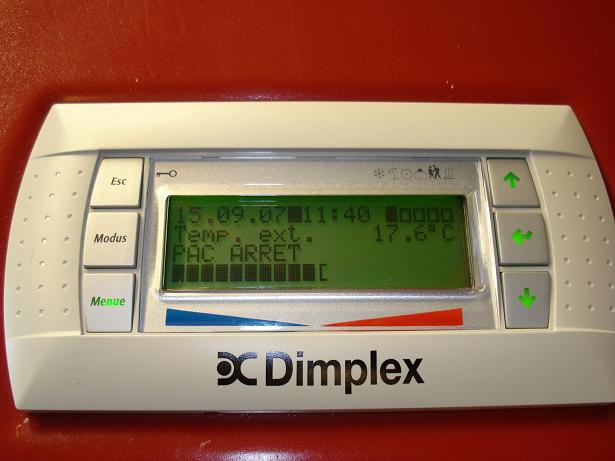 Esc
Modus
Menue
15.09.07 11:40
Temp. ext. 17.6°C
PAC ARRET
Dimplex